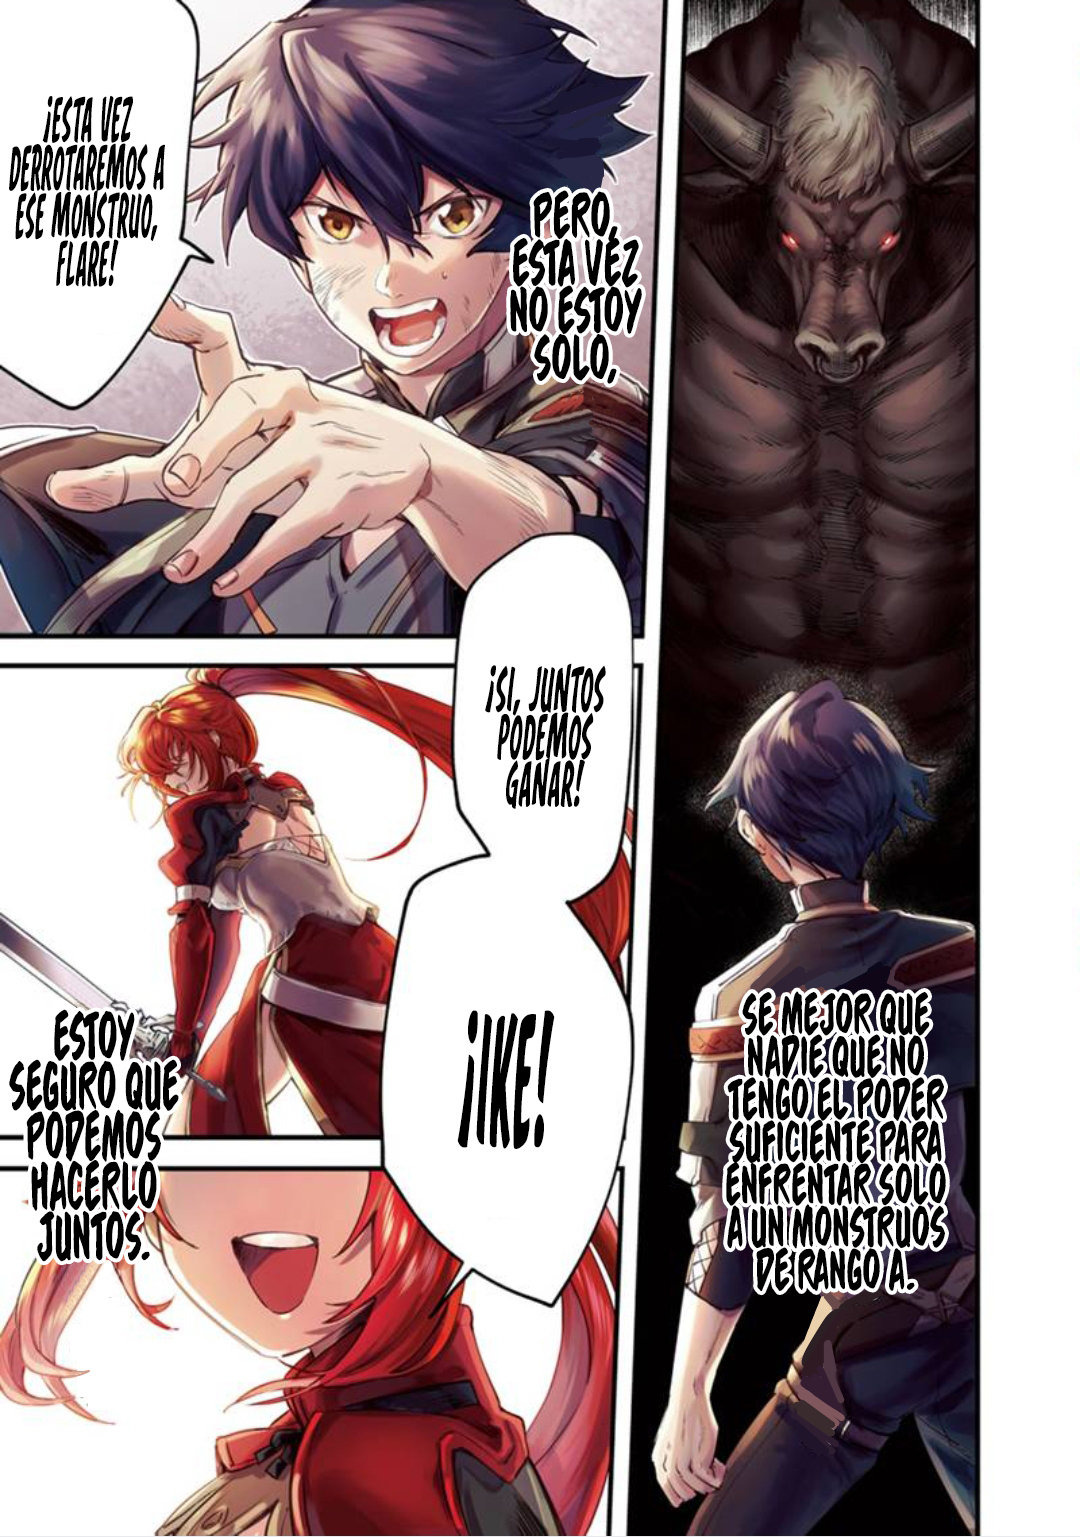 SE MEJOR QUE
NADIE QUE NO
TENGO EL PODER
SUFICIENTE PARA
ENFRENTAR SOLO
A UN MONSTRUOS
DE RANGO A.
PERO,
ESTA VEZ
NO ESTOY
SOLO,
¡ESTA VEZ
DERROTAREMOS A
ESE MONSTRUO,
FLARE!
¡SI, JUNTOS
PODEMOS
GANAR!
¡IKE!
ESTOY
SEGURO QUE
PODEMOS
HACERLO
JUNTOS.